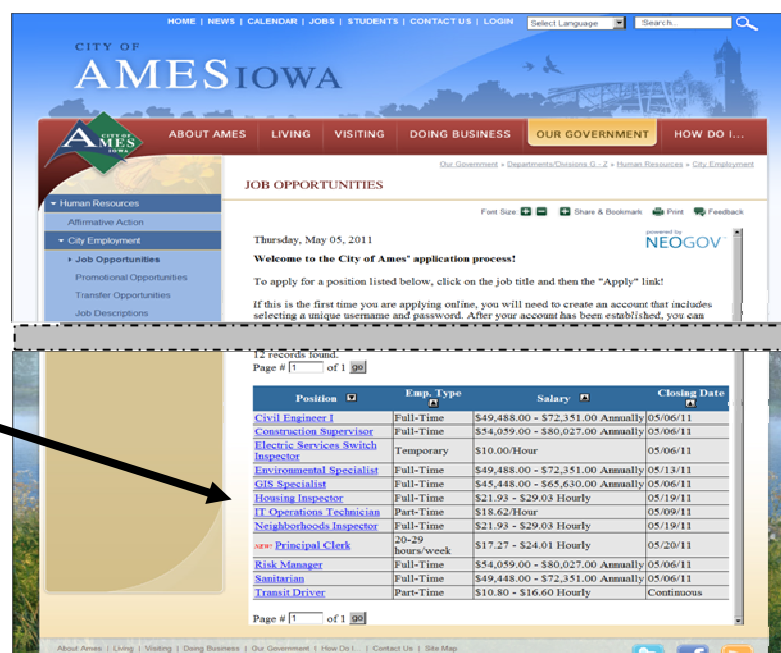 HOME | NEWS | CALENDAR | JOBS | STUDENTS | CONTACT US | LOGIN Select Language Search...
CITY OF
AMES IOWA
CITY OF
AMES
IOWA
ABOUT AMES LIVING VISITING DOING BUSINESS OUR GOVERNMENT HOW DO I...
Our Government » Departments/Divisions G - Z » Human Resources » City Employment
JOB OPPORTUNITIES
Human Resources
Affirmative Action
City Employment
Job Opportunities
Promotional Opportunities
Transfer Opportunities
Job Descriptions
Font Size Share & Bookmark Print Feedback
Thursday, May 05, 2011
powered by
NEOGOV
Welcome to the City of Ames' application process!
To apply for a position listed below, click on the job title and then the "Apply" link!
If this is the first time you are applying online, you will need to create an account that includes
selecting a unique username and password. After your account has been established, you can
12 records found.
Page # 1 of 1 go
Position Emp. Type Salary Closing Date
Civil Engineer I Full-Time $49,488.00 - $72,351.00 Annually 05/06/11
Construction Supervisor Full-Time $54,059.00 - $80,027.00 Annually 05/06/11
Electric Services Switch
Inspector Temporary $10.00/Hour 05/06/11
Environmental Specialist Full-Time $49,488.00 - $72,351.00 Annually 05/13/11
GIS Specialist Full-Time $45,448.00 - $65,630.00 Annually 05/06/11
Housing Inspector Full-Time $21.93 - $29.03 Hourly 05/19/11
IT Operations Technician Part-Time $18.62/Hour 05/09/11
Neighborhoods Inspector Full-Time $21.93 - $29.03 Hourly 05/19/11
NEW! Principal Clerk 20-29
hours/week $17.27 - $24.01 Hourly 05/20/11
Risk Manager Full-Time $54,059.00 - $80,027.00 Annually 05/06/11
Sanitarian Full-Time $49,448.00 - $72,351.00 Annually 05/06/11
Transit Driver Part-Time $10.80 - $16.60 Hourly Continuous
Page # 1 of 1 go
About Ames | Living | Visiting | Doing Business | Our Government | How Do I... | Contact Us | Site Map